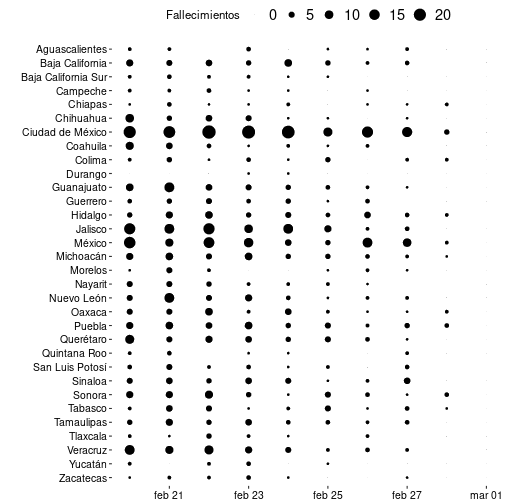 Fallecimientos 0 5 10 15 20
Aguascalientes
Baja California
Baja California Sur
Campeche
Chiapas
Chihuahua
Ciudad de México
Coahuila
Colima
Durango
Guanajuato
Guerrero
Hidalgo
Jalisco
México
Michoacán
Morelos
Nayarit
Nuevo León
Oaxaca
Puebla
Querétaro
Quintana Roo
San Luis Potosí
Sinaloa
Sonora
Tabasco
Tamaulipas
Tlaxcala
Veracruz
Yucatán
Zacatecas
feb 21 feb 23 feb 25 feb 27 mar 01